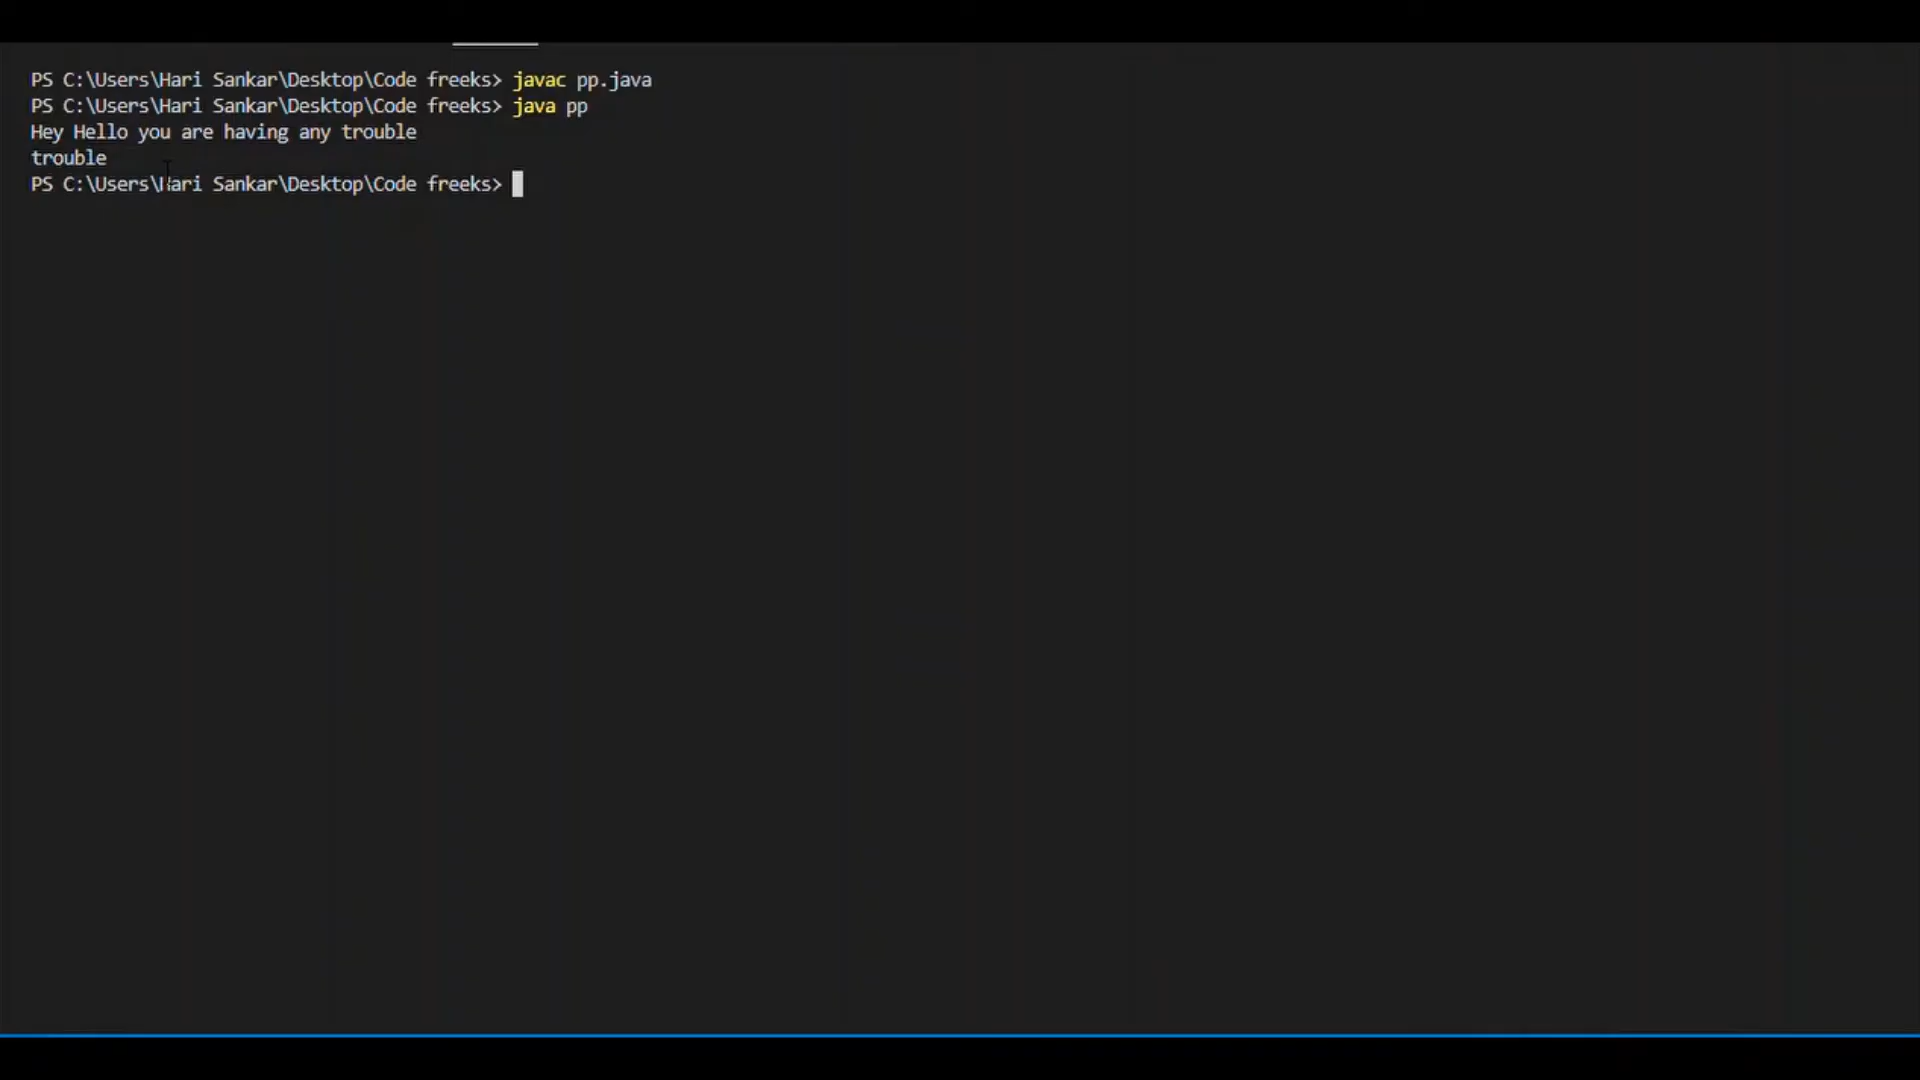 PS C:\Users\Hari Sankar\Desktop\Code freeks> javac pp.java
PS C:\Users\Hari Sankar\Desktop\Code freeks> java pp
Hey Hello you are having any trouble
trouble
PS C:\Users\Hari Sankar\Desktop\Code freeks>